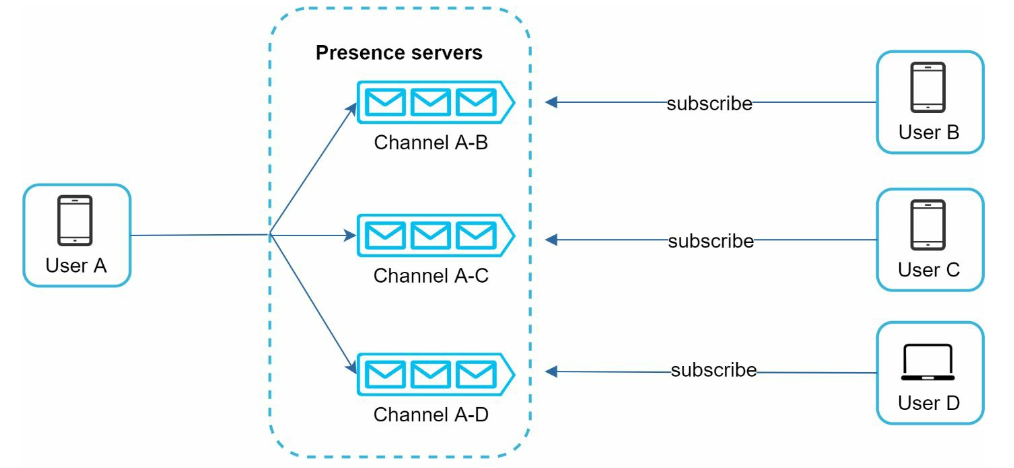 Presence servers
Channel A-B
subscribe
User B
User A
Channel A-C
subscribe
User C
Channel A-D
subscribe
User D